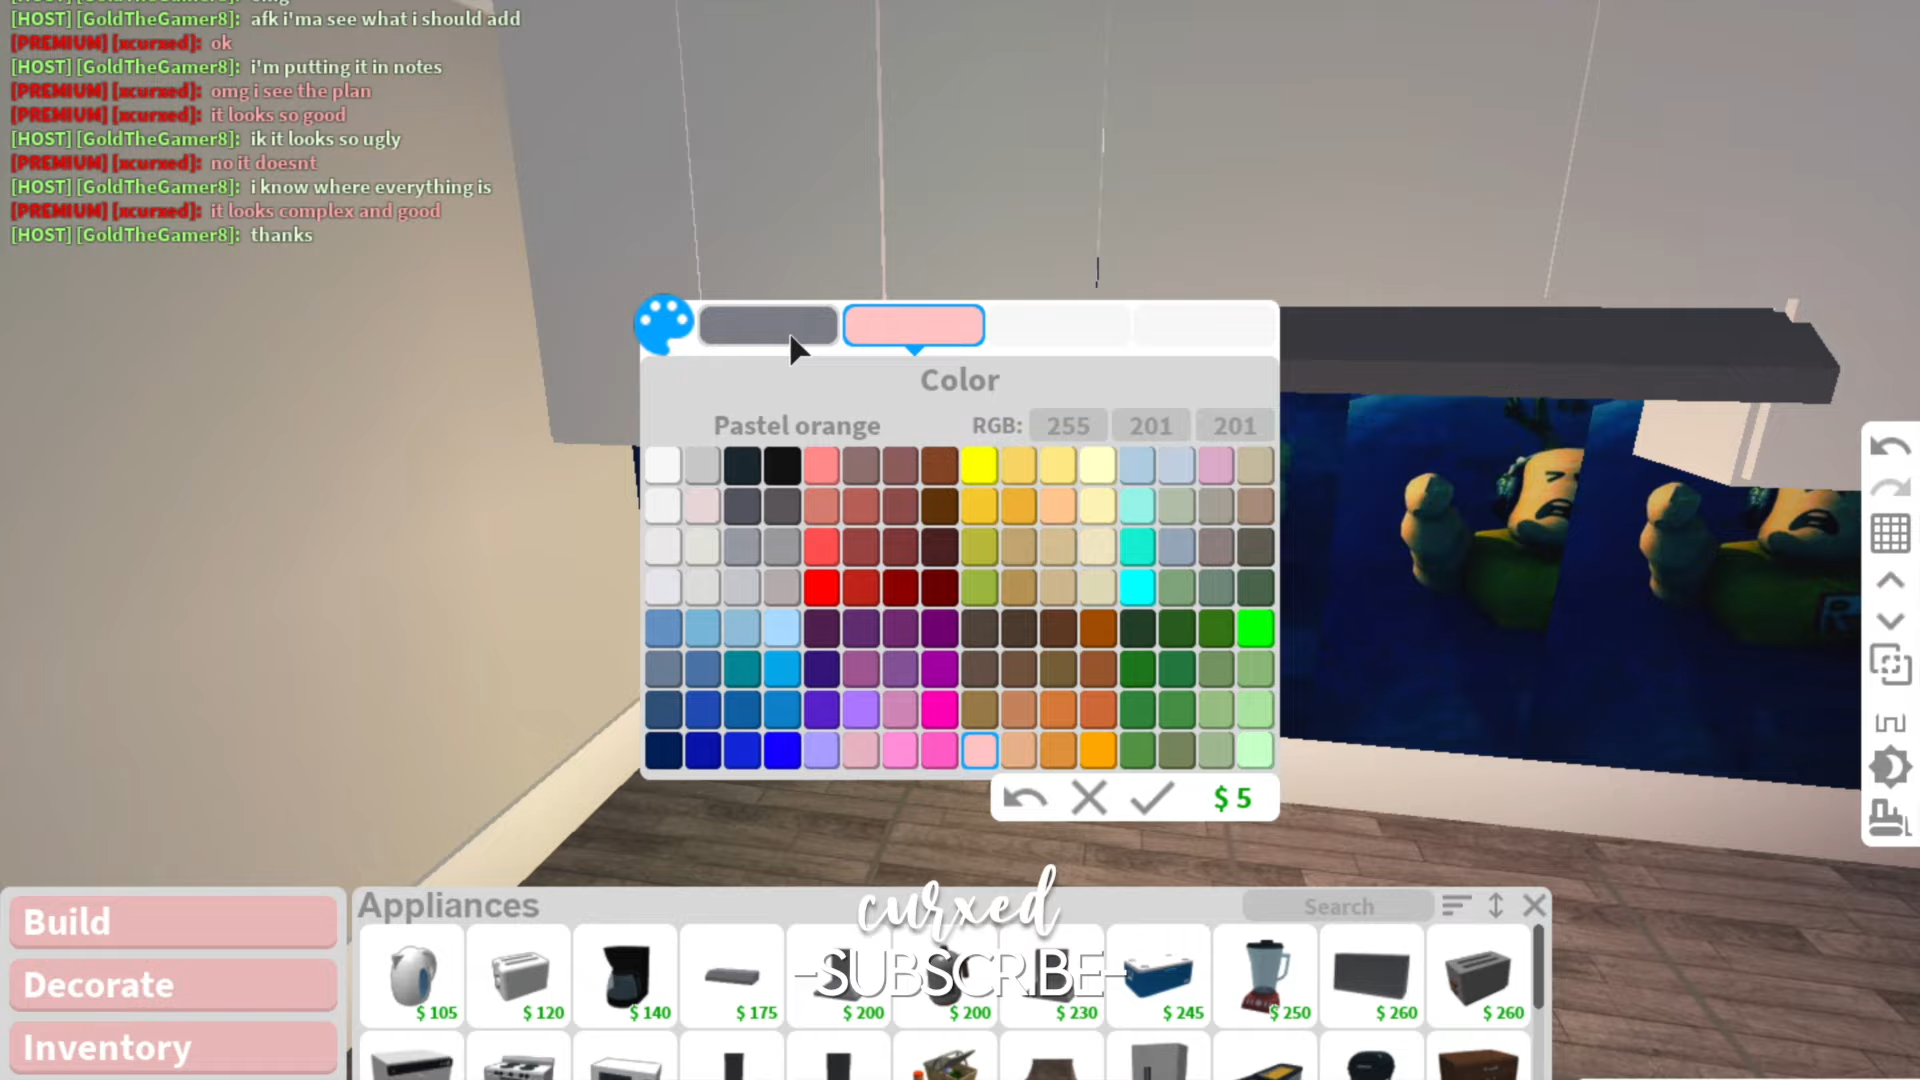 [HOST] [GoldTheGamer8]: afk i'ma see what i should add
[PREMIUM] [xcurxed]: ok
[HOST] [GoldTheGamer8]: i'm putting it in notes
[PREMIUM] [xcurxed]: omg i see the plan
[PREMIUM] [xcurxed]: it looks so good
[HOST] [GoldTheGamer8]: ik it looks so ugly
[PREMIUM] [xcurxed]: no it doesnt
[HOST] [GoldTheGamer8]: i know where everything is
[PREMIUM] [xcurxed]: it looks complex and good
[HOST] [GoldTheGamer8]: thanks
Color
Pastel orange RGB: 255 201 201
$ 5
Build
Decorate
Inventory
Appliances
Search
curxed
-SUBSCRIBE-
$ 105 $ 120 $ 140 $ 175 $ 200 $ 200 $ 230 $ 245 $ 250 $ 260 $ 260